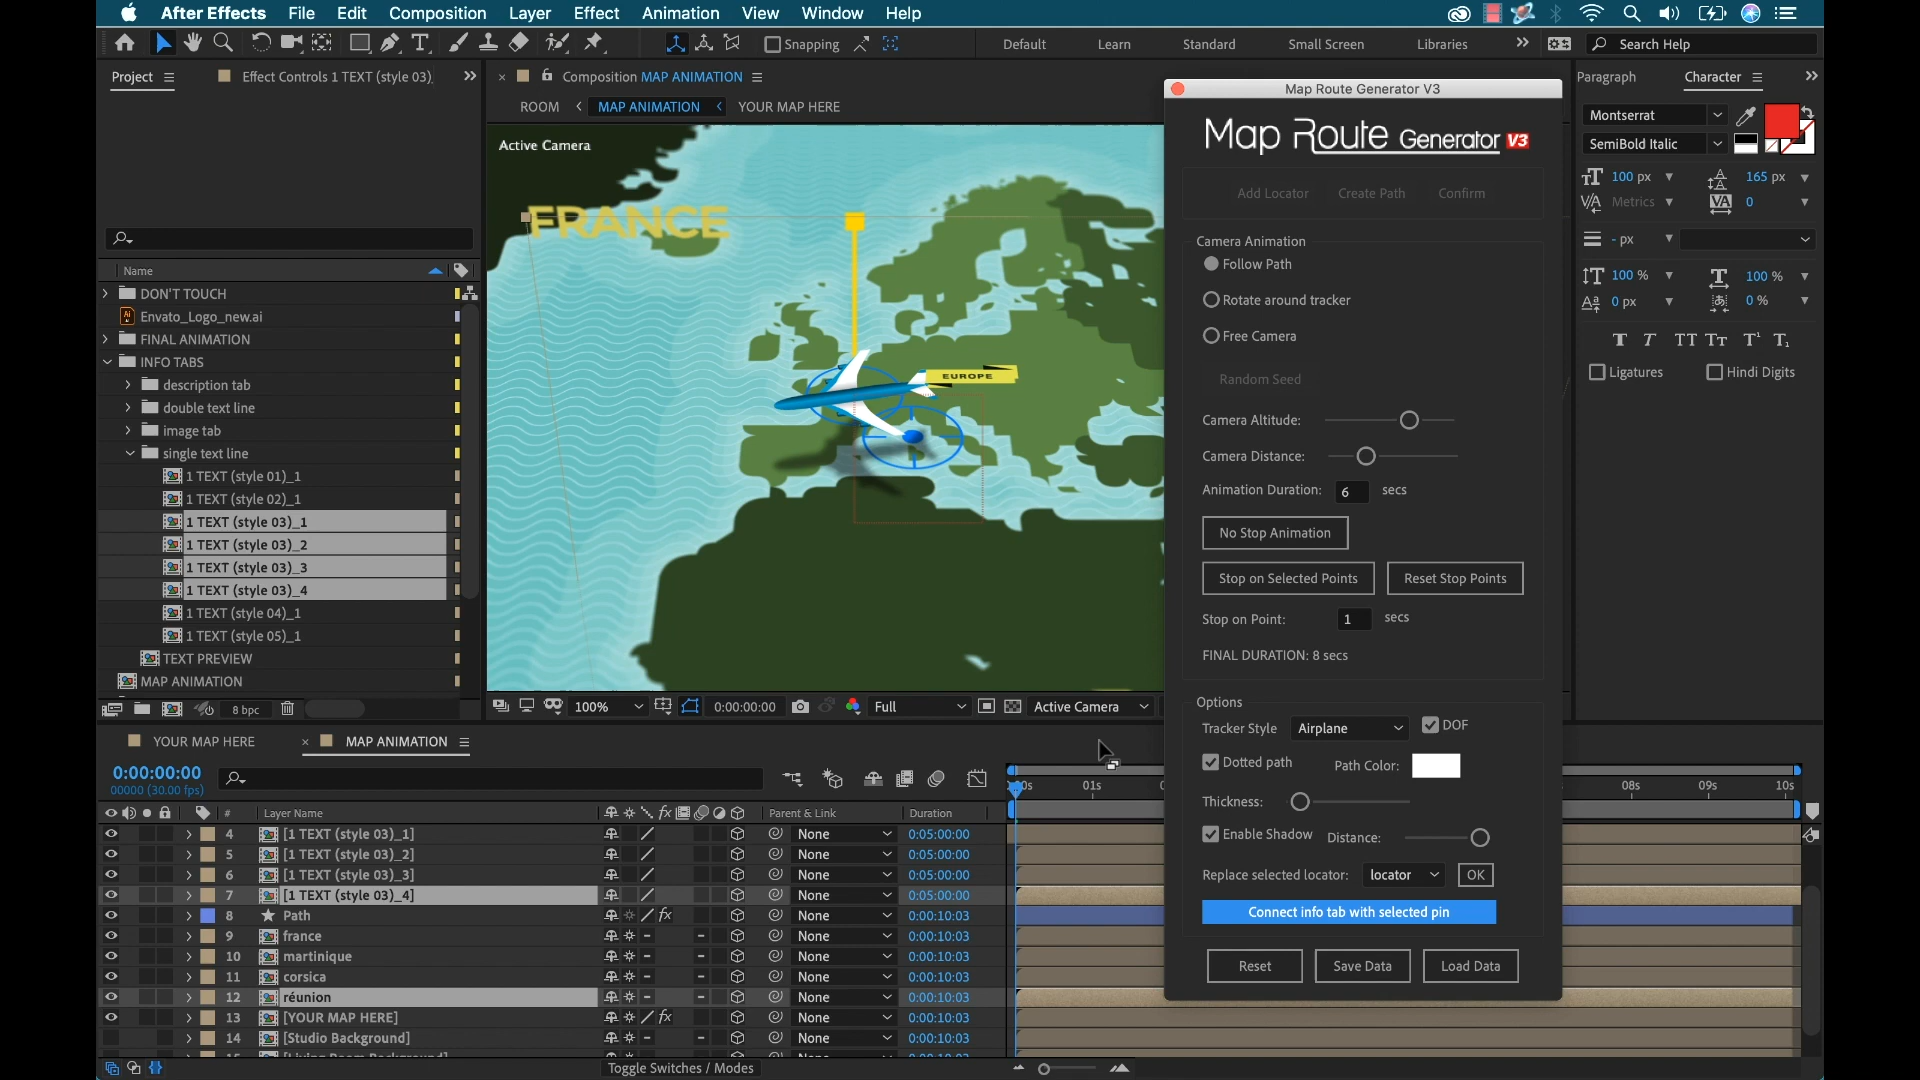 After Effects File Edit Composition Layer Effect Animation View Window Help
Snapping Default Learn Standard Small Screen Libraries Search Help
Project Effect Controls 1 TEXT (style 03)
Composition MAP ANIMATION
ROOM MAP ANIMATION YOUR MAP HERE
Active Camera
FRANCE
EUROPE
Name
DON'T TOUCH
Envato_Logo_new.ai
FINAL ANIMATION
INFO TABS
description tab
double text line
image tab
single text line
1 TEXT (style 01)_1
1 TEXT (style 02)_1
1 TEXT (style 03)_1
1 TEXT (style 03)_2
1 TEXT (style 03)_3
1 TEXT (style 03)_4
1 TEXT (style 04)_1
1 TEXT (style 05)_1
TEXT PREVIEW
MAP ANIMATION
8 bpc
100% 0:00:00:00 Full Active Camera
Map Route Generator V3
Map Route Generator V3
Add Locator Create Path Confirm
Camera Animation
Follow Path
Rotate around tracker
Free Camera
Random Seed
Camera Altitude:
Camera Distance:
Animation Duration: 6 secs
No Stop Animation
Stop on Selected Points Reset Stop Points
Stop on Point: 1 secs
FINAL DURATION: 8 secs
Options
Tracker Style Airplane DOF
Dotted path Path Color:
Thickness:
Enable Shadow Distance:
Replace selected locator: locator OK
Connect info tab with selected pin
Reset Save Data Load Data
Paragraph Character
Montserrat
SemiBold Italic
100 px 165 px
Metrics 0
- px
100 % 100 %
0 px 0 %
Ligatures Hindi Digits
YOUR MAP HERE MAP ANIMATION
0:00:00:00
00000 (30.00 fps)
01s 08s 09s 10s
# Layer Name Parent & Link Duration
4 [1 TEXT (style 03)_1] None 0:05:00:00
5 [1 TEXT (style 03)_2] None 0:05:00:00
6 [1 TEXT (style 03)_3] None 0:05:00:00
7 [1 TEXT (style 03)_4] None 0:05:00:00
8 Path None 0:00:10:03
9 france None 0:00:10:03
10 martinique None 0:00:10:03
11 corsica None 0:00:10:03
12 réunion None 0:00:10:03
13 [YOUR MAP HERE] None 0:00:10:03
14 [Studio Background] None 0:00:10:03
Toggle Switches / Modes